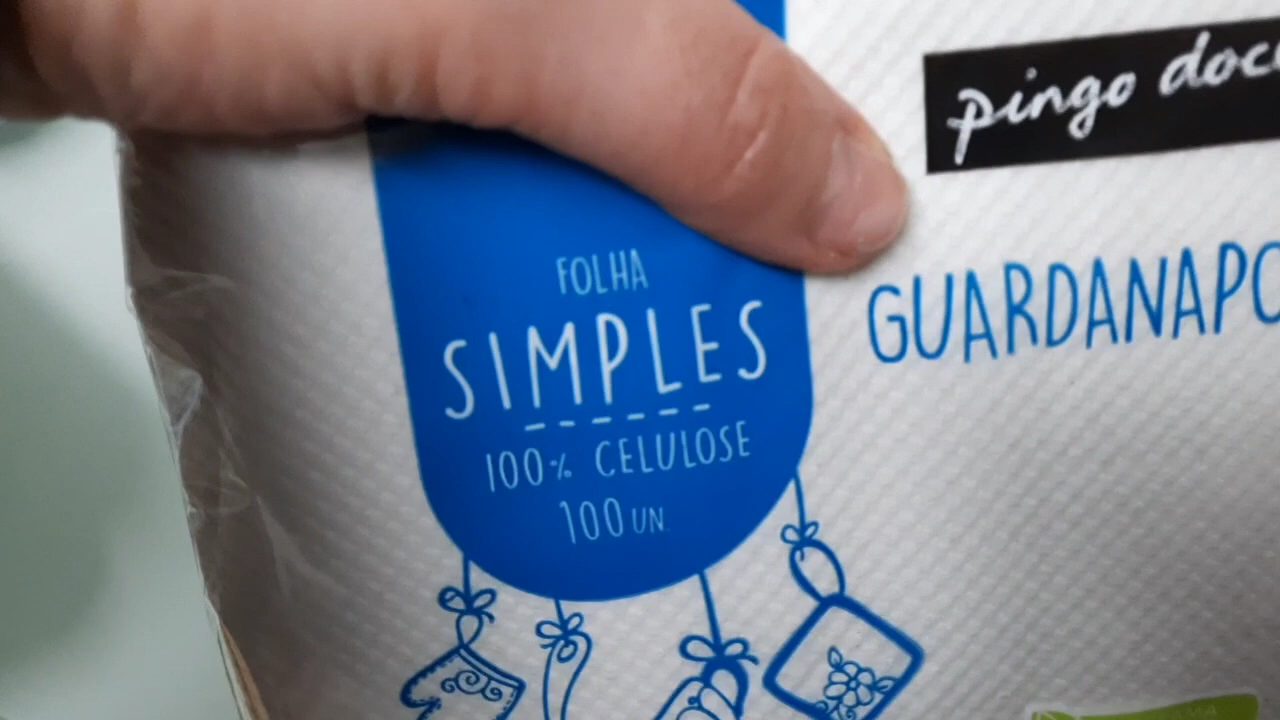 pingo doc
GUARDANAPO
FOLHA
SIMPLES
100% CELULOSE
100 UN.